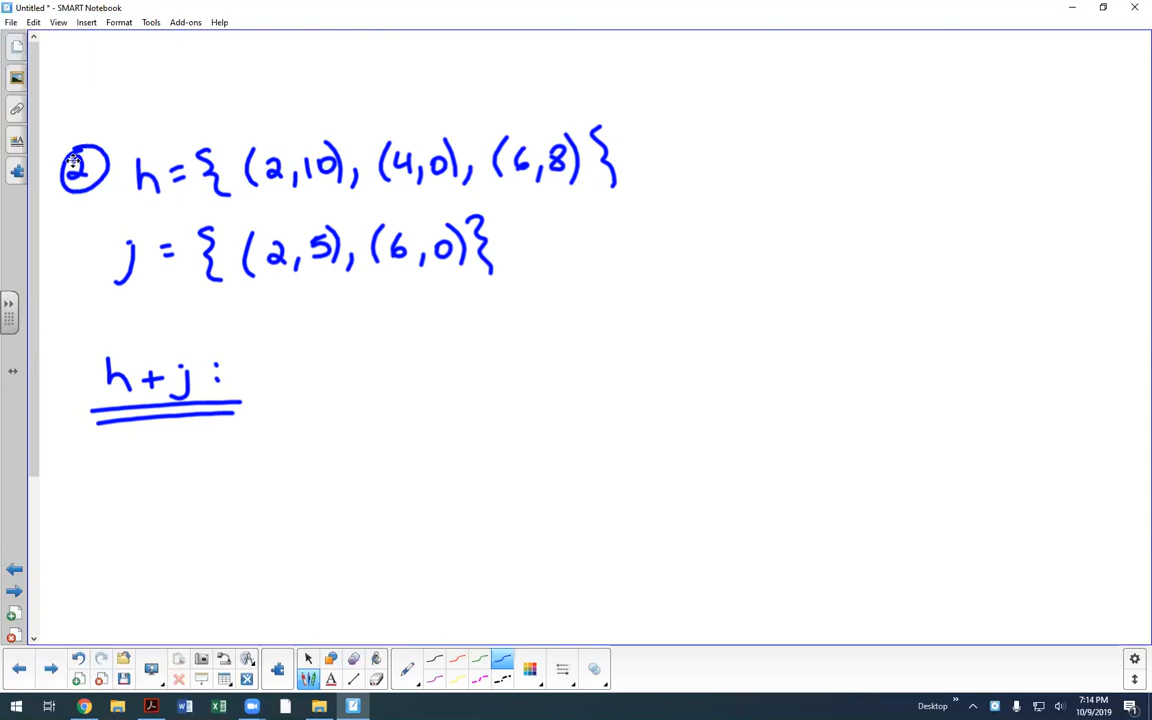 Untitled * - SMART Notebook
File Edit View Insert Format Tools Add-ons Help
2 h = { (2,10), (4,0), (6,8) }
j = { (2,5), (6,0) }
h + j :
Desktop
7:14 PM
10/9/2019